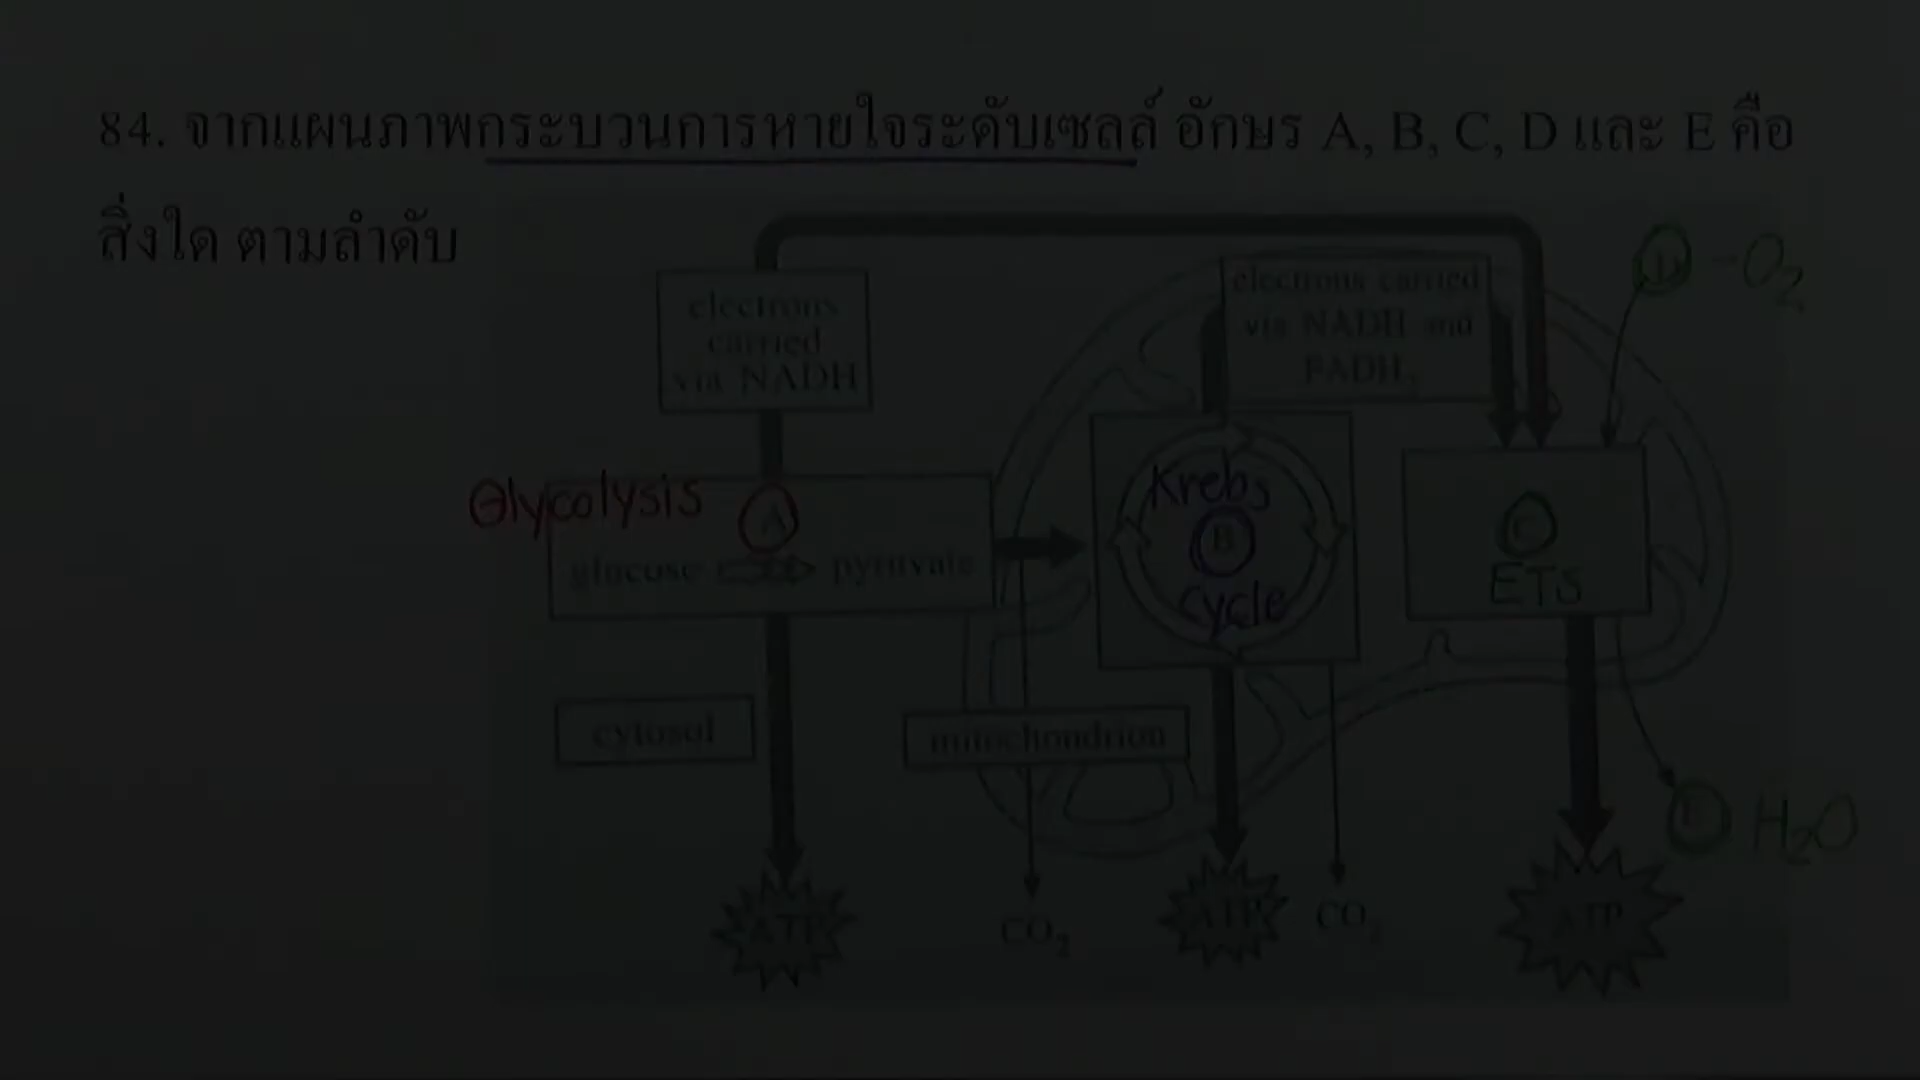 84. จากแผนภาพกระบวนการหายใจระดับเซลล์ อักษร A, B, C, D และ E คือ
สิ่งใด ตามลำดับ
electrons
carried
via NADH
electrons carried
via NADH and
FADH₂
D - O₂
Glycolysis
A
glucose
pyruvate
Krebs
B
cycle
C
ETS
cytosol
mitochondrion
E H₂O
ATP
CO₂
ATP
CO₂
ATP